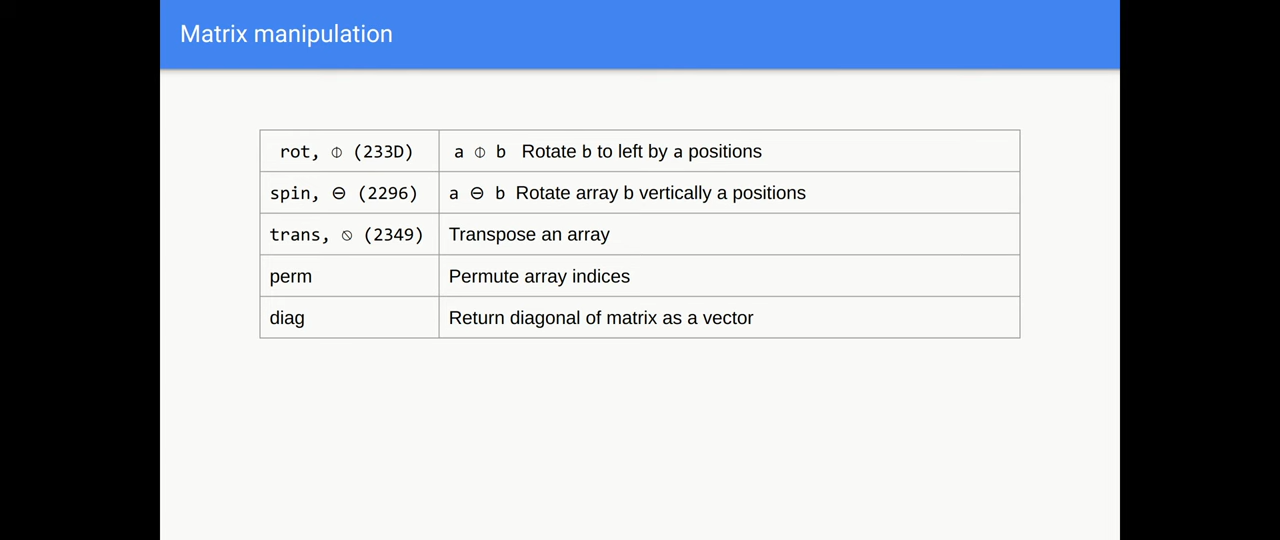 Matrix manipulation
rot, ⌽ (233D) a ⌽ b Rotate b to left by a positions
spin, ⊖ (2296) a ⊖ b Rotate array b vertically a positions
trans, ⍉ (2349) Transpose an array
perm Permute array indices
diag Return diagonal of matrix as a vector